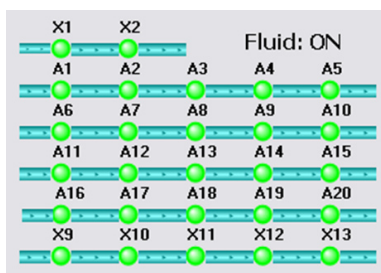 X1 X2 Fluid: ON
A1 A2 A3 A4 A5
A6 A7 A8 A9 A10
A11 A12 A13 A14 A15
A16 A17 A18 A19 A20
X9 X10 X11 X12 X13